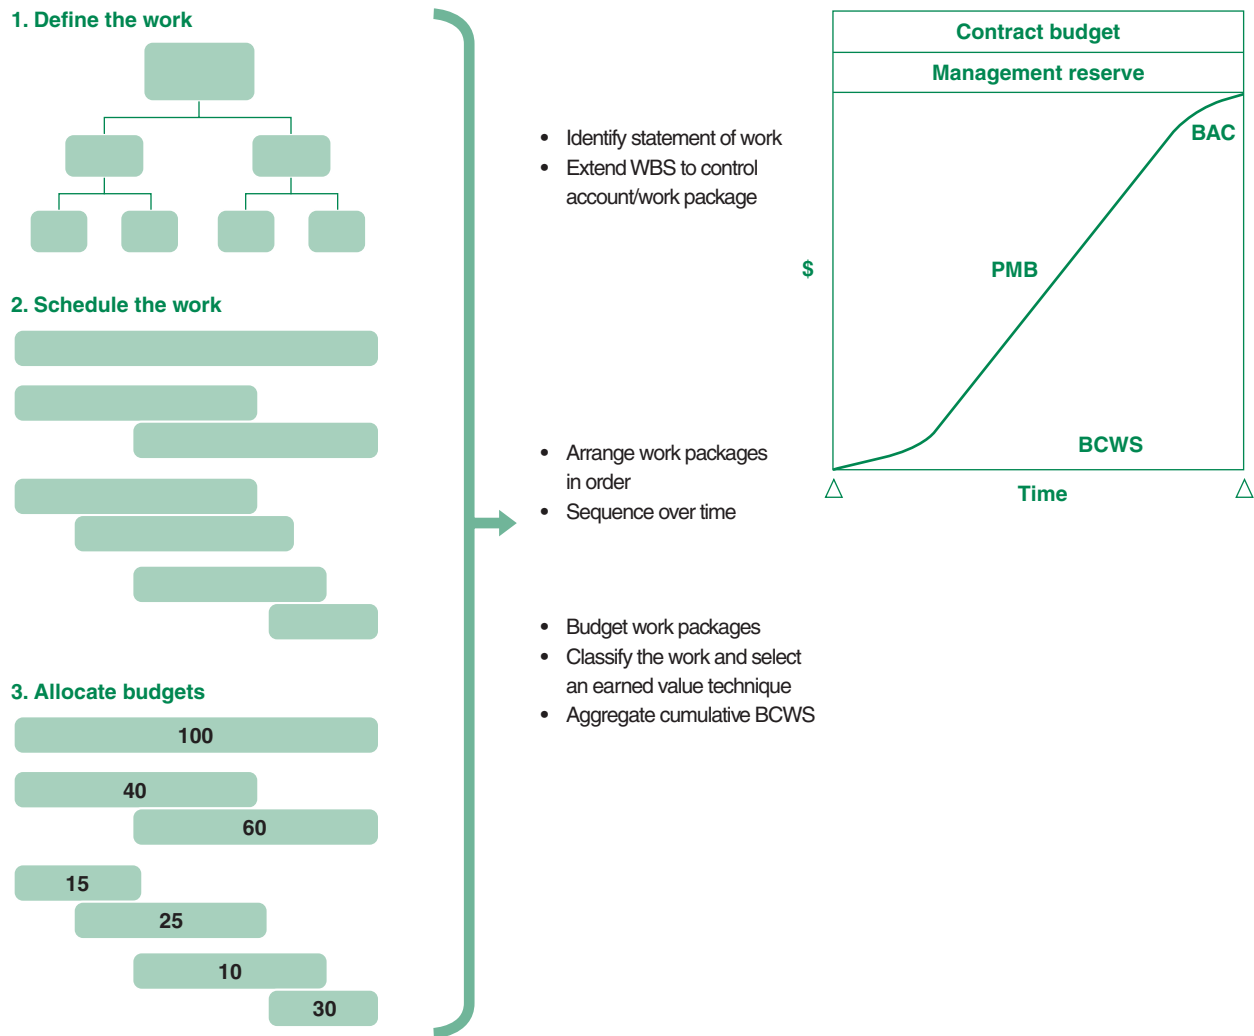 1. Define the work
2. Schedule the work
3. Allocate budgets
100
40
60
15
25
10
30
• Identify statement of work
• Extend WBS to control
account/work package
• Arrange work packages
in order
• Sequence over time
• Budget work packages
• Classify the work and select
an earned value technique
• Aggregate cumulative BCWS
Contract budget
Management reserve
BAC
$
PMB
BCWS
Time